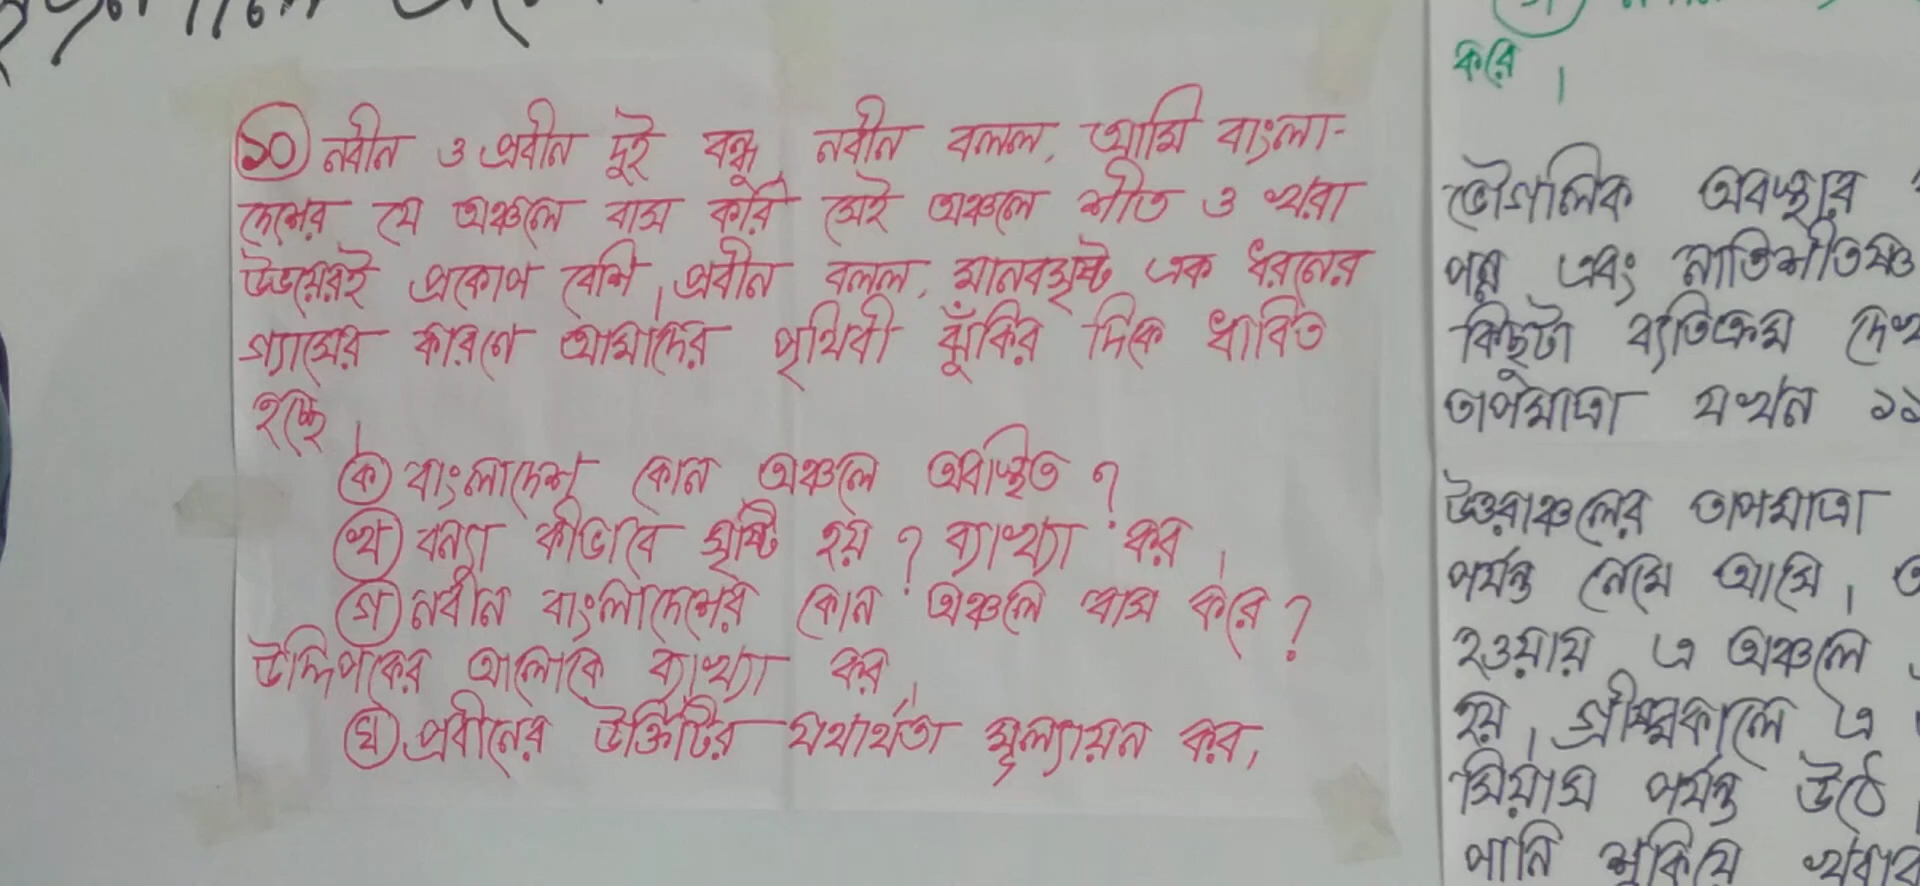 ১০ নবীন ও প্রবীন দুই বন্ধু নবীন বলল, আমি বাংলা-
দেশের যে অঞ্চলে বাস করি সেই অঞ্চলে শীত ও খরা
উভয়েরই প্রকোপ বেশি। প্রবীন বলল, মানবসৃষ্ট এক ধরনের
গ্যাসের কারণে আমাদের পৃথিবী ঝুঁকির দিকে ধাবিত
হচ্ছে।
ক বাংলাদেশ কোন অঞ্চলে অবস্থিত ?
খ বন্যা কীভাবে সৃষ্টি হয় ? ব্যাখ্যা কর।
গ নবীন বাংলাদেশের কোন অঞ্চলে বাস করে ?
উদ্দিপকের আলোকে ব্যাখ্যা কর।
ঘ প্রবীনের উক্তিটির যথার্থতা মূল্যায়ন কর।
করে।
ভৌগলিক অবস্থার
পন্ন এবং নাতিশীতষ্ণ
কিছুটা ব্যতিক্রম
তাপমাত্রা যখন
উত্তরাঞ্চলের তাপমাত্রা
পর্যন্ত নেমে আসে।
হওয়ায় এ অঞ্চলে
হয়। গ্রীষ্মকালে এ
সিয়াস পর্যন্ত উঠে
পানি শুকিয়ে